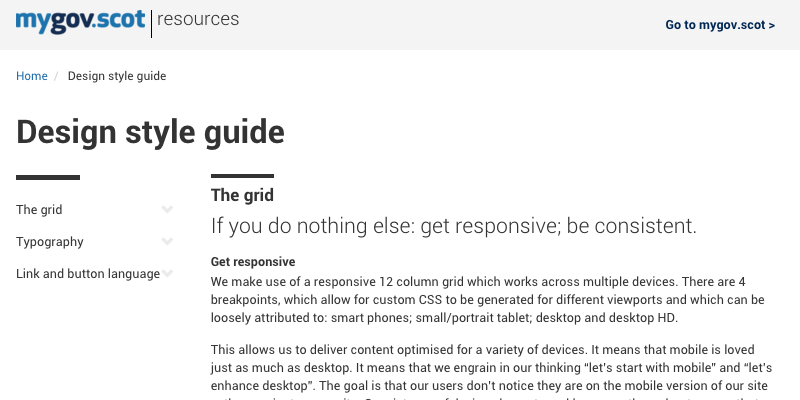 mygov.scot resources
Go to mygov.scot >
Home / Design style guide
Design style guide
The grid
Typography
Link and button language
The grid
If you do nothing else: get responsive; be consistent.
Get responsive
We make use of a responsive 12 column grid which works across multiple devices. There are 4
breakpoints, which allow for custom CSS to be generated for different viewports and which can be
loosely attributed to: smart phones; small/portrait tablet; desktop and desktop HD.
This allows us to deliver content optimised for a variety of devices. It means that mobile is loved
just as much as desktop. It means that we engrain in our thinking “let’s start with mobile” and “let’s
enhance desktop”. The goal is that our users don’t notice they are on the mobile version of our site